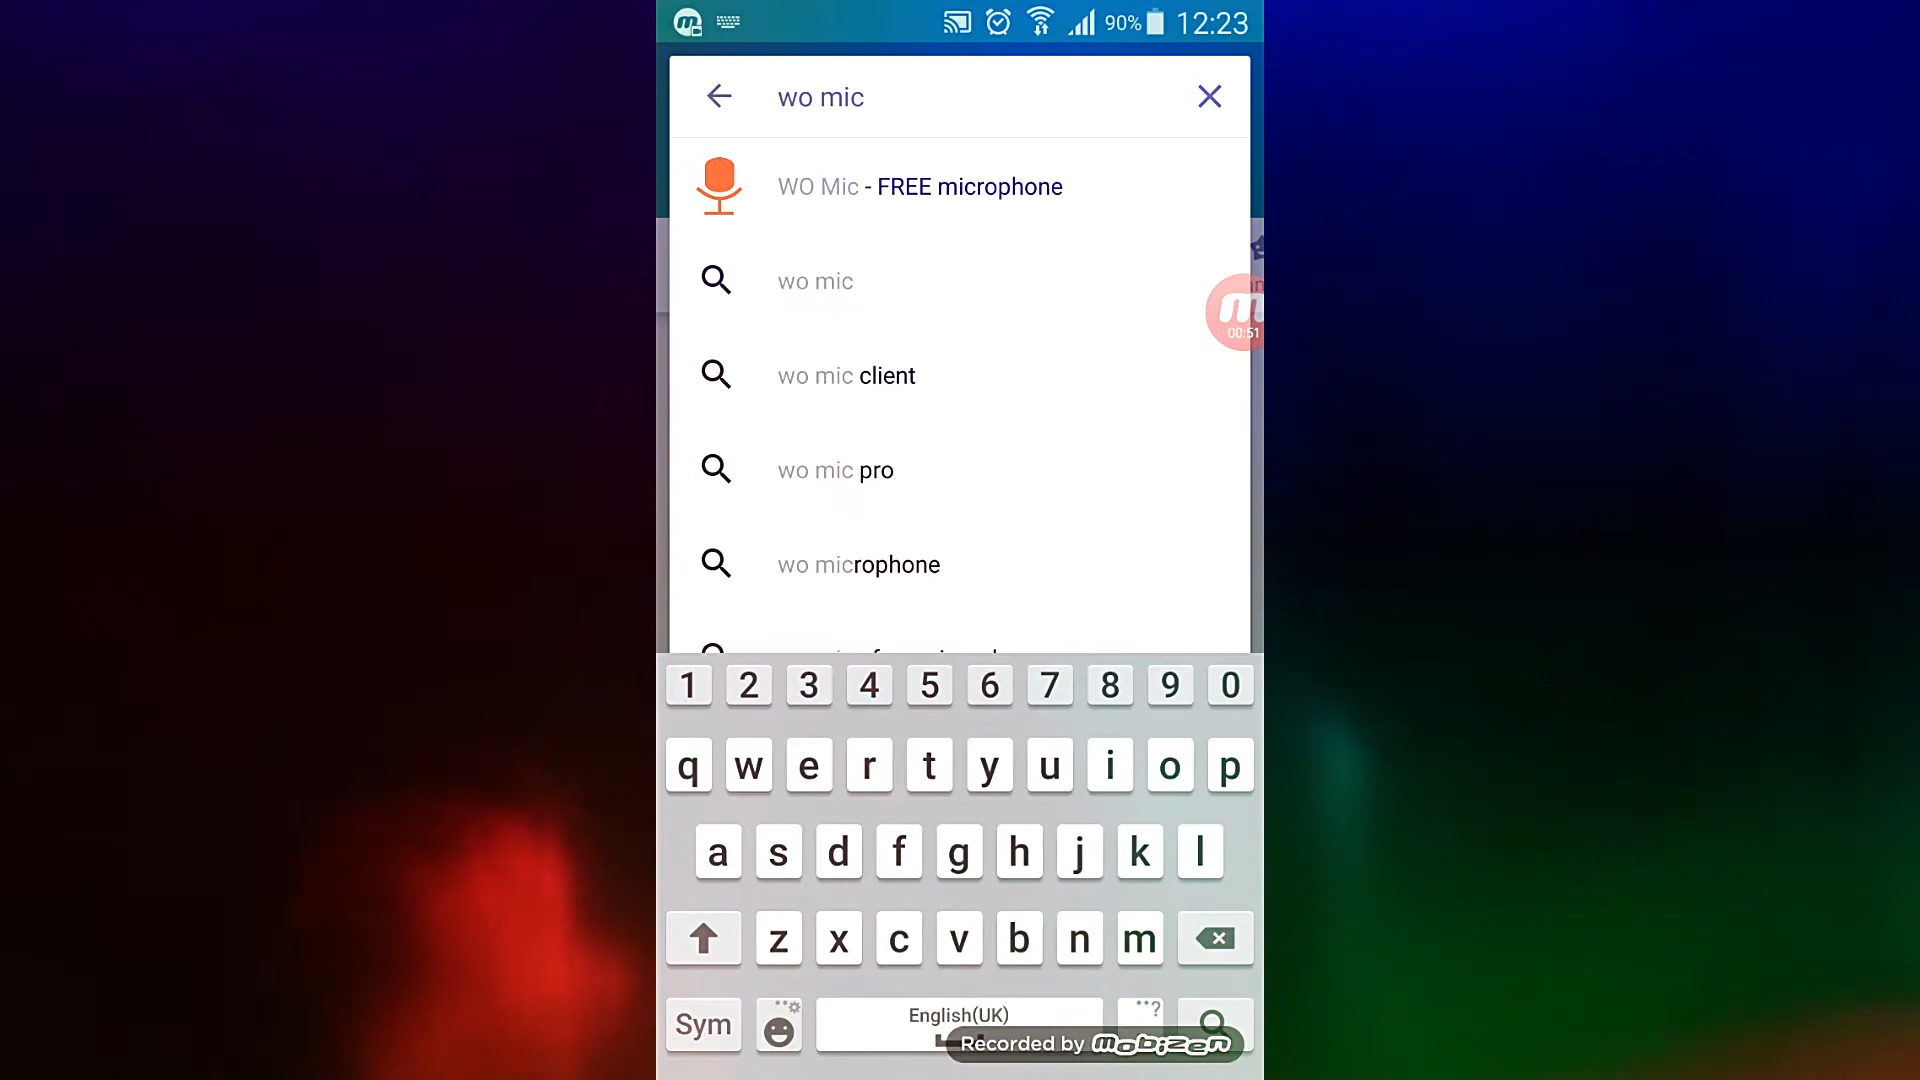 90% 12:23
wo mic
WO Mic - FREE microphone
wo mic
m
00:51
wo mic client
wo mic pro
wo microphone
1 2 3 4 5 6 7 8 9 0
q w e r t y u i o p
a s d f g h j k l
z x c v b n m
Sym English(UK) ?
Recorded by mobizen